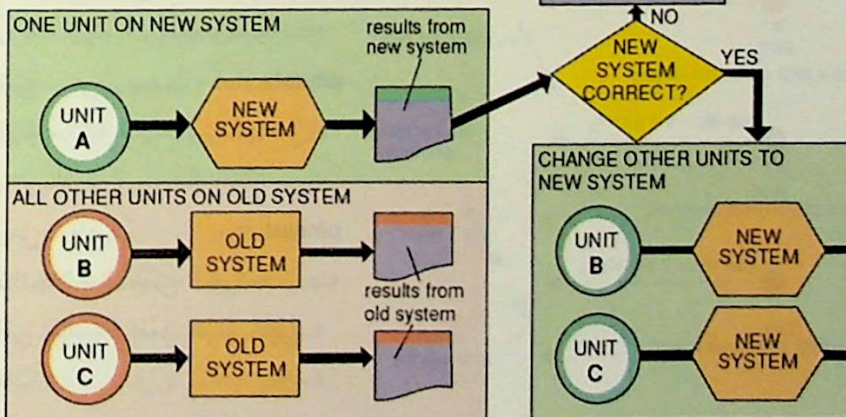 ONE UNIT ON NEW SYSTEM
results from
new system
UNIT
A
NEW
SYSTEM
NO
NEW
SYSTEM
CORRECT?
YES
ALL OTHER UNITS ON OLD SYSTEM
UNIT
B
OLD
SYSTEM
results from
old system
UNIT
C
OLD
SYSTEM
CHANGE OTHER UNITS TO
NEW SYSTEM
UNIT
B
NEW
SYSTEM
UNIT
C
NEW
SYSTEM